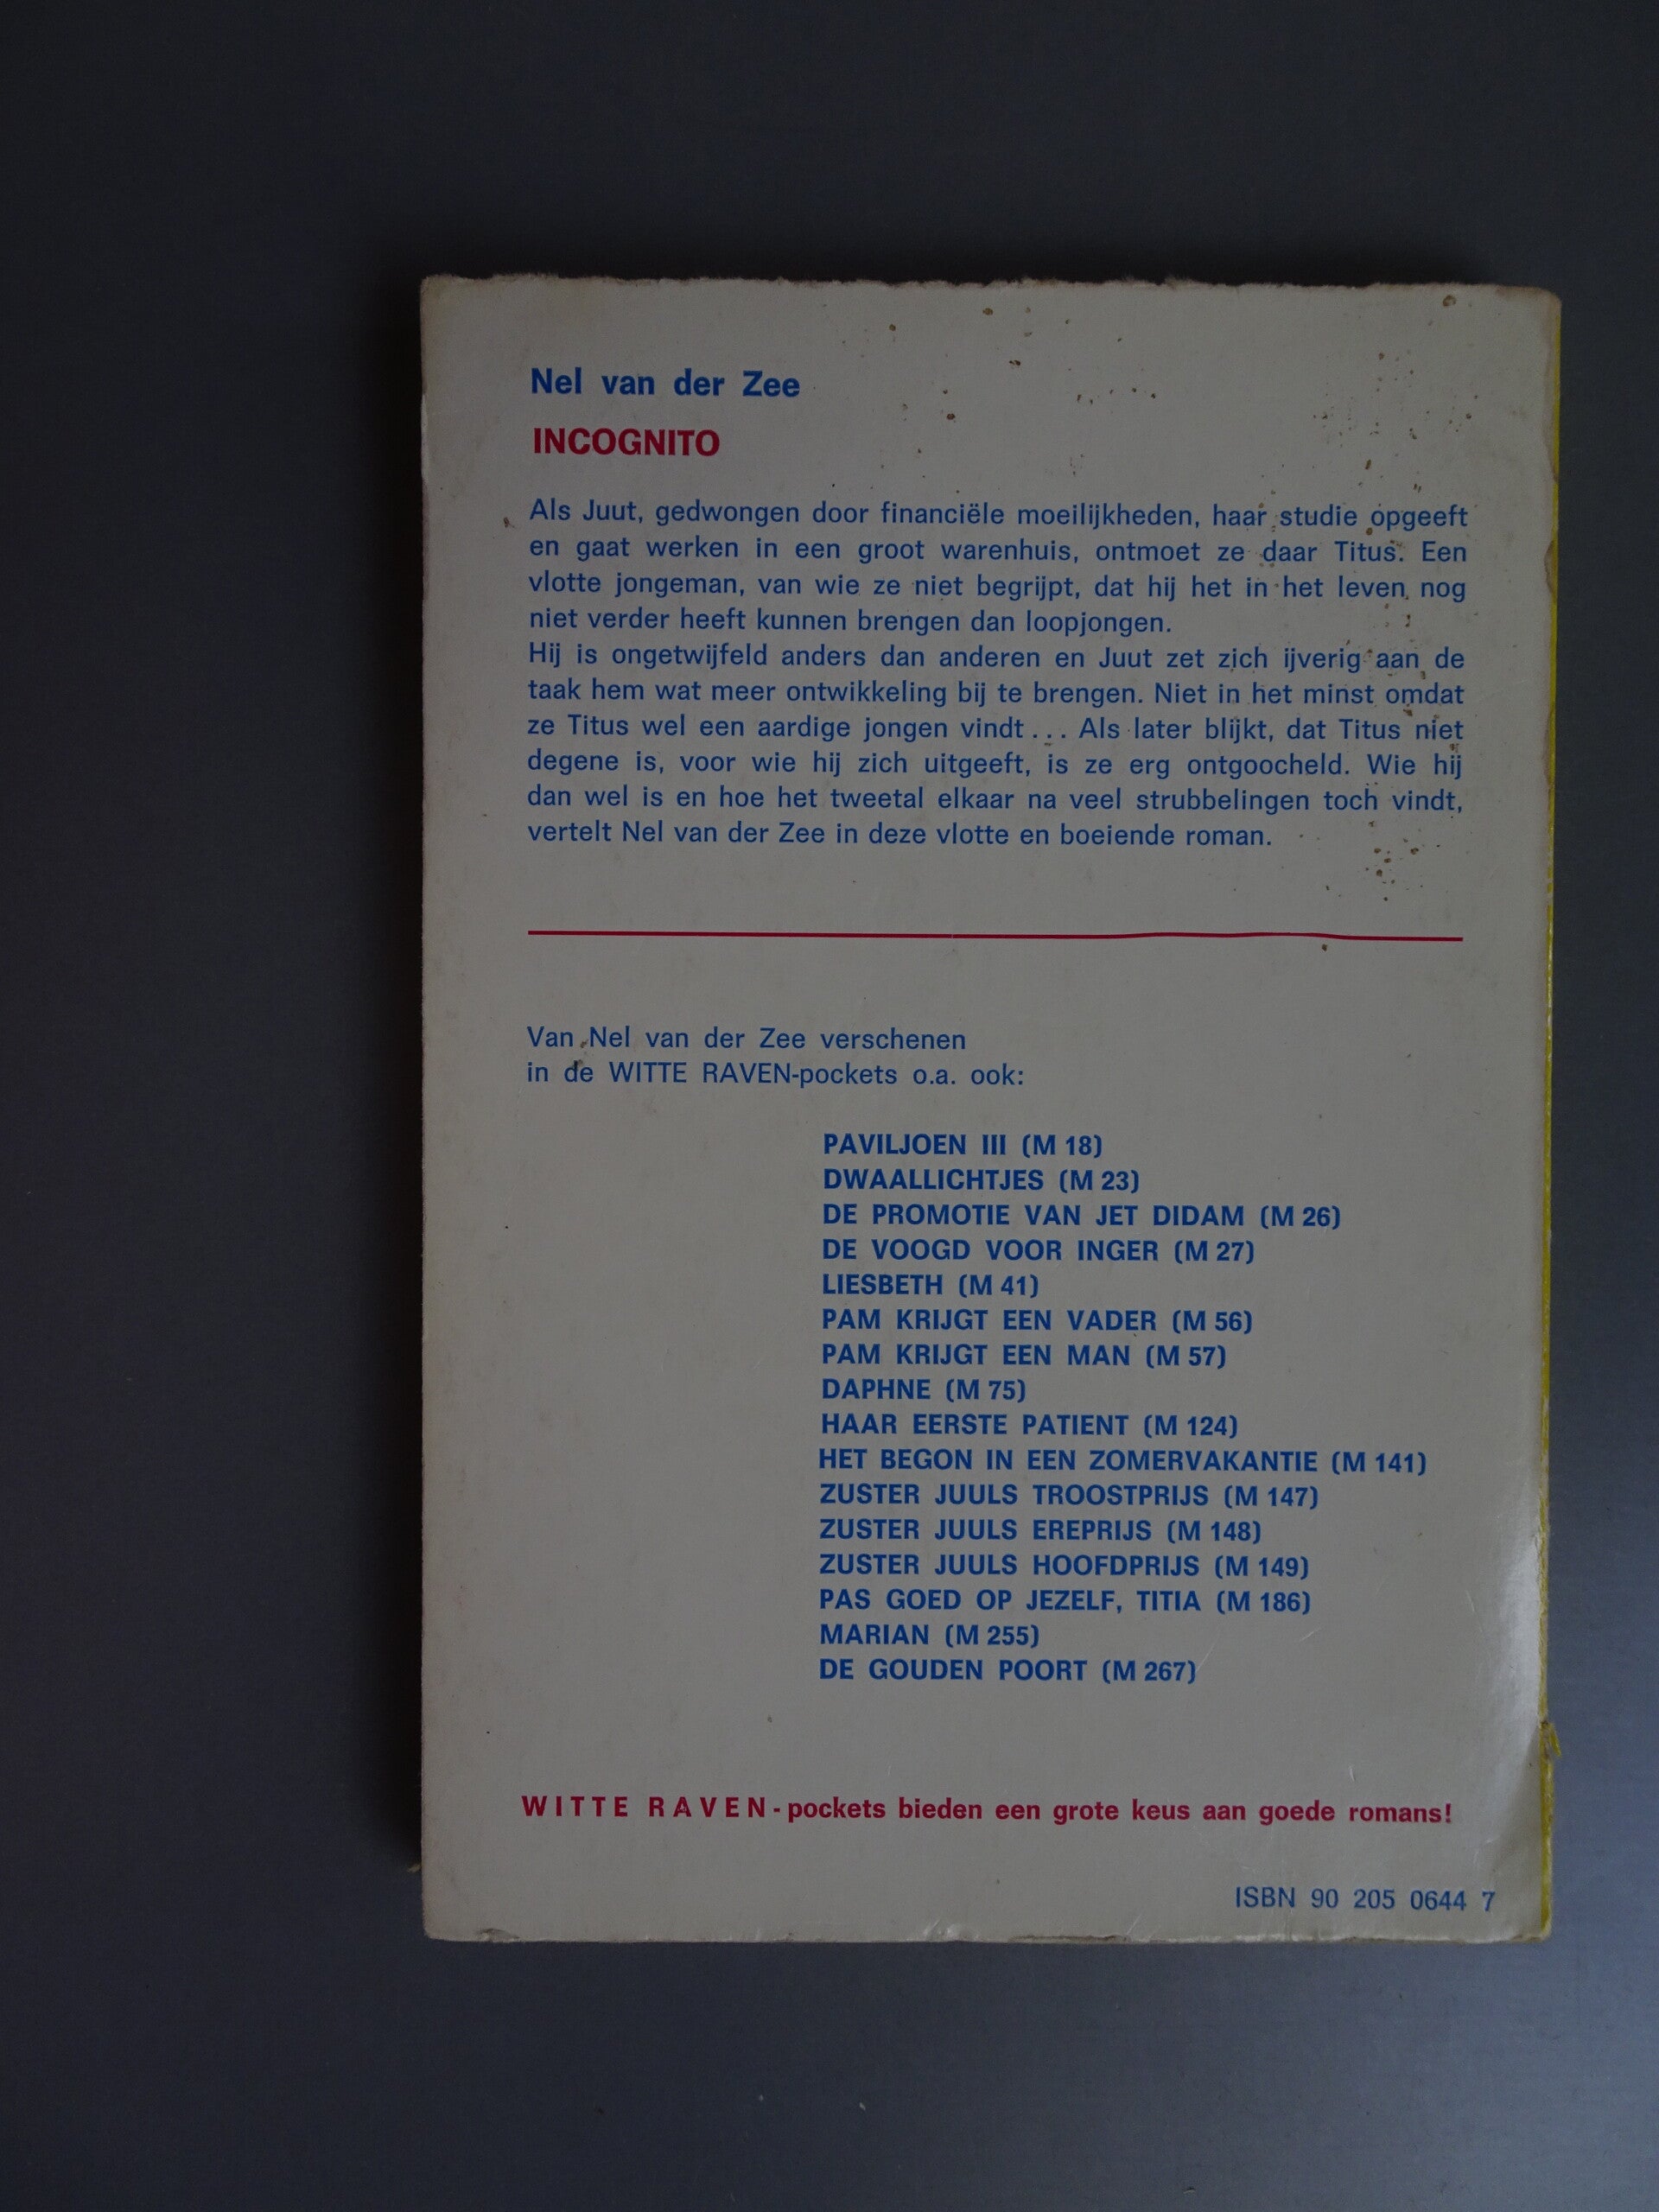 Nel van der Zee
INCOGNITO
Als Juut, gedwongen door financiële moeilijkheden, haar studie opgeeft
en gaat werken in een groot warenhuis, ontmoet ze daar Titus. Een
vlotte jongeman, van wie ze niet begrijpt, dat hij het in het leven nog
niet verder heeft kunnen brengen dan loopjongen.
Hij is ongetwijfeld anders dan anderen en Juut zet zich ijverig aan de
taak hem wat meer ontwikkeling bij te brengen. Niet in het minst omdat
ze Titus wel een aardige jongen vindt... Als later blijkt, dat Titus niet
degene is, voor wie hij zich uitgeeft, is ze erg ontgoocheld. Wie hij
dan wel is en hoe het tweetal elkaar na veel strubbelingen toch vindt,
vertelt Nel van der Zee in deze vlotte en boeiende roman.
Van Nel van der Zee verschenen
in de WITTE RAVEN-pockets o.a. ook:
PAVILJOEN III (M 18)
DWAALLICHTJES (M 23)
DE PROMOTIE VAN JET DIDAM (M 26)
DE VOOGD VOOR INGER (M 27)
LIESBETH (M 41)
PAM KRIJGT EEN VADER (M 56)
PAM KRIJGT EEN MAN (M 57)
DAPHNE (M 75)
HAAR EERSTE PATIENT (M 124)
HET BEGON IN EEN ZOMERVAKANTIE (M 141)
ZUSTER JUULS TROOSTPRIJS (M 147)
ZUSTER JUULS EREPRIJS (M 148)
ZUSTER JUULS HOOFDPRIJS (M 149)
PAS GOED OP JEZELF, TITIA (M 186)
MARIAN (M 255)
DE GOUDEN POORT (M 267)
WITTE RAVEN-pockets bieden een grote keus aan goede romans!
ISBN 90 205 0644 7